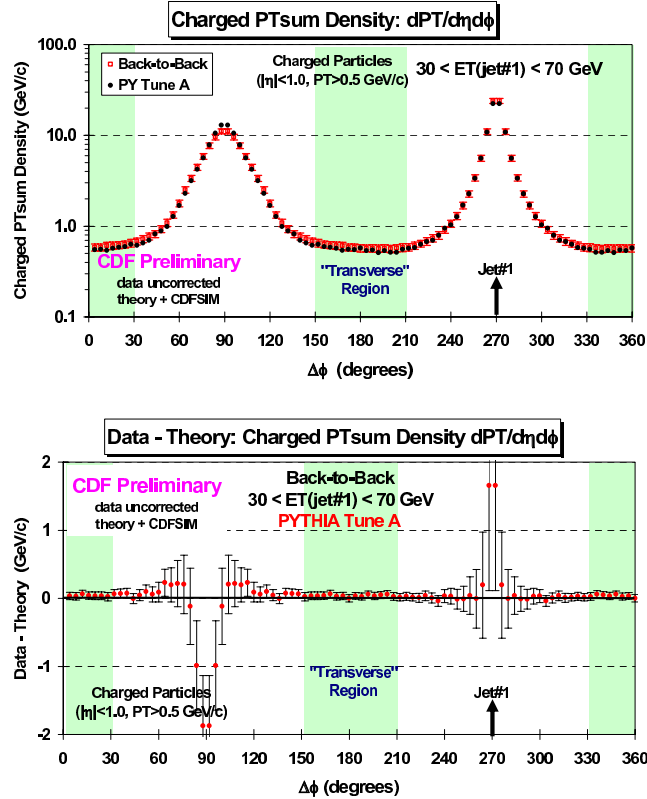 Charged PTsum Density: dPT/dηdϕ
Charged PTsum Density (GeV/c)
100.0
10.0
1.0
0.1
Back-to-Back
PY Tune A
Charged Particles
(|η|<1.0, PT>0.5 GeV/c)
30 < ET(jet#1) < 70 GeV
CDF Preliminary
data uncorrected
theory + CDFSIM
"Transverse"
Region
Jet#1
0 30 60 90 120 150 180 210 240 270 300 330 360
Δϕ (degrees)
Data - Theory: Charged PTsum Density dPT/dηdϕ
Data - Theory (GeV/c)
2
1
0
-1
-2
CDF Preliminary
data uncorrected
theory + CDFSIM
Back-to-Back
30 < ET(jet#1) < 70 GeV
PYTHIA Tune A
Charged Particles
(|η|<1.0, PT>0.5 GeV/c)
"Transverse"
Region
Jet#1
0 30 60 90 120 150 180 210 240 270 300 330 360
Δϕ (degrees)